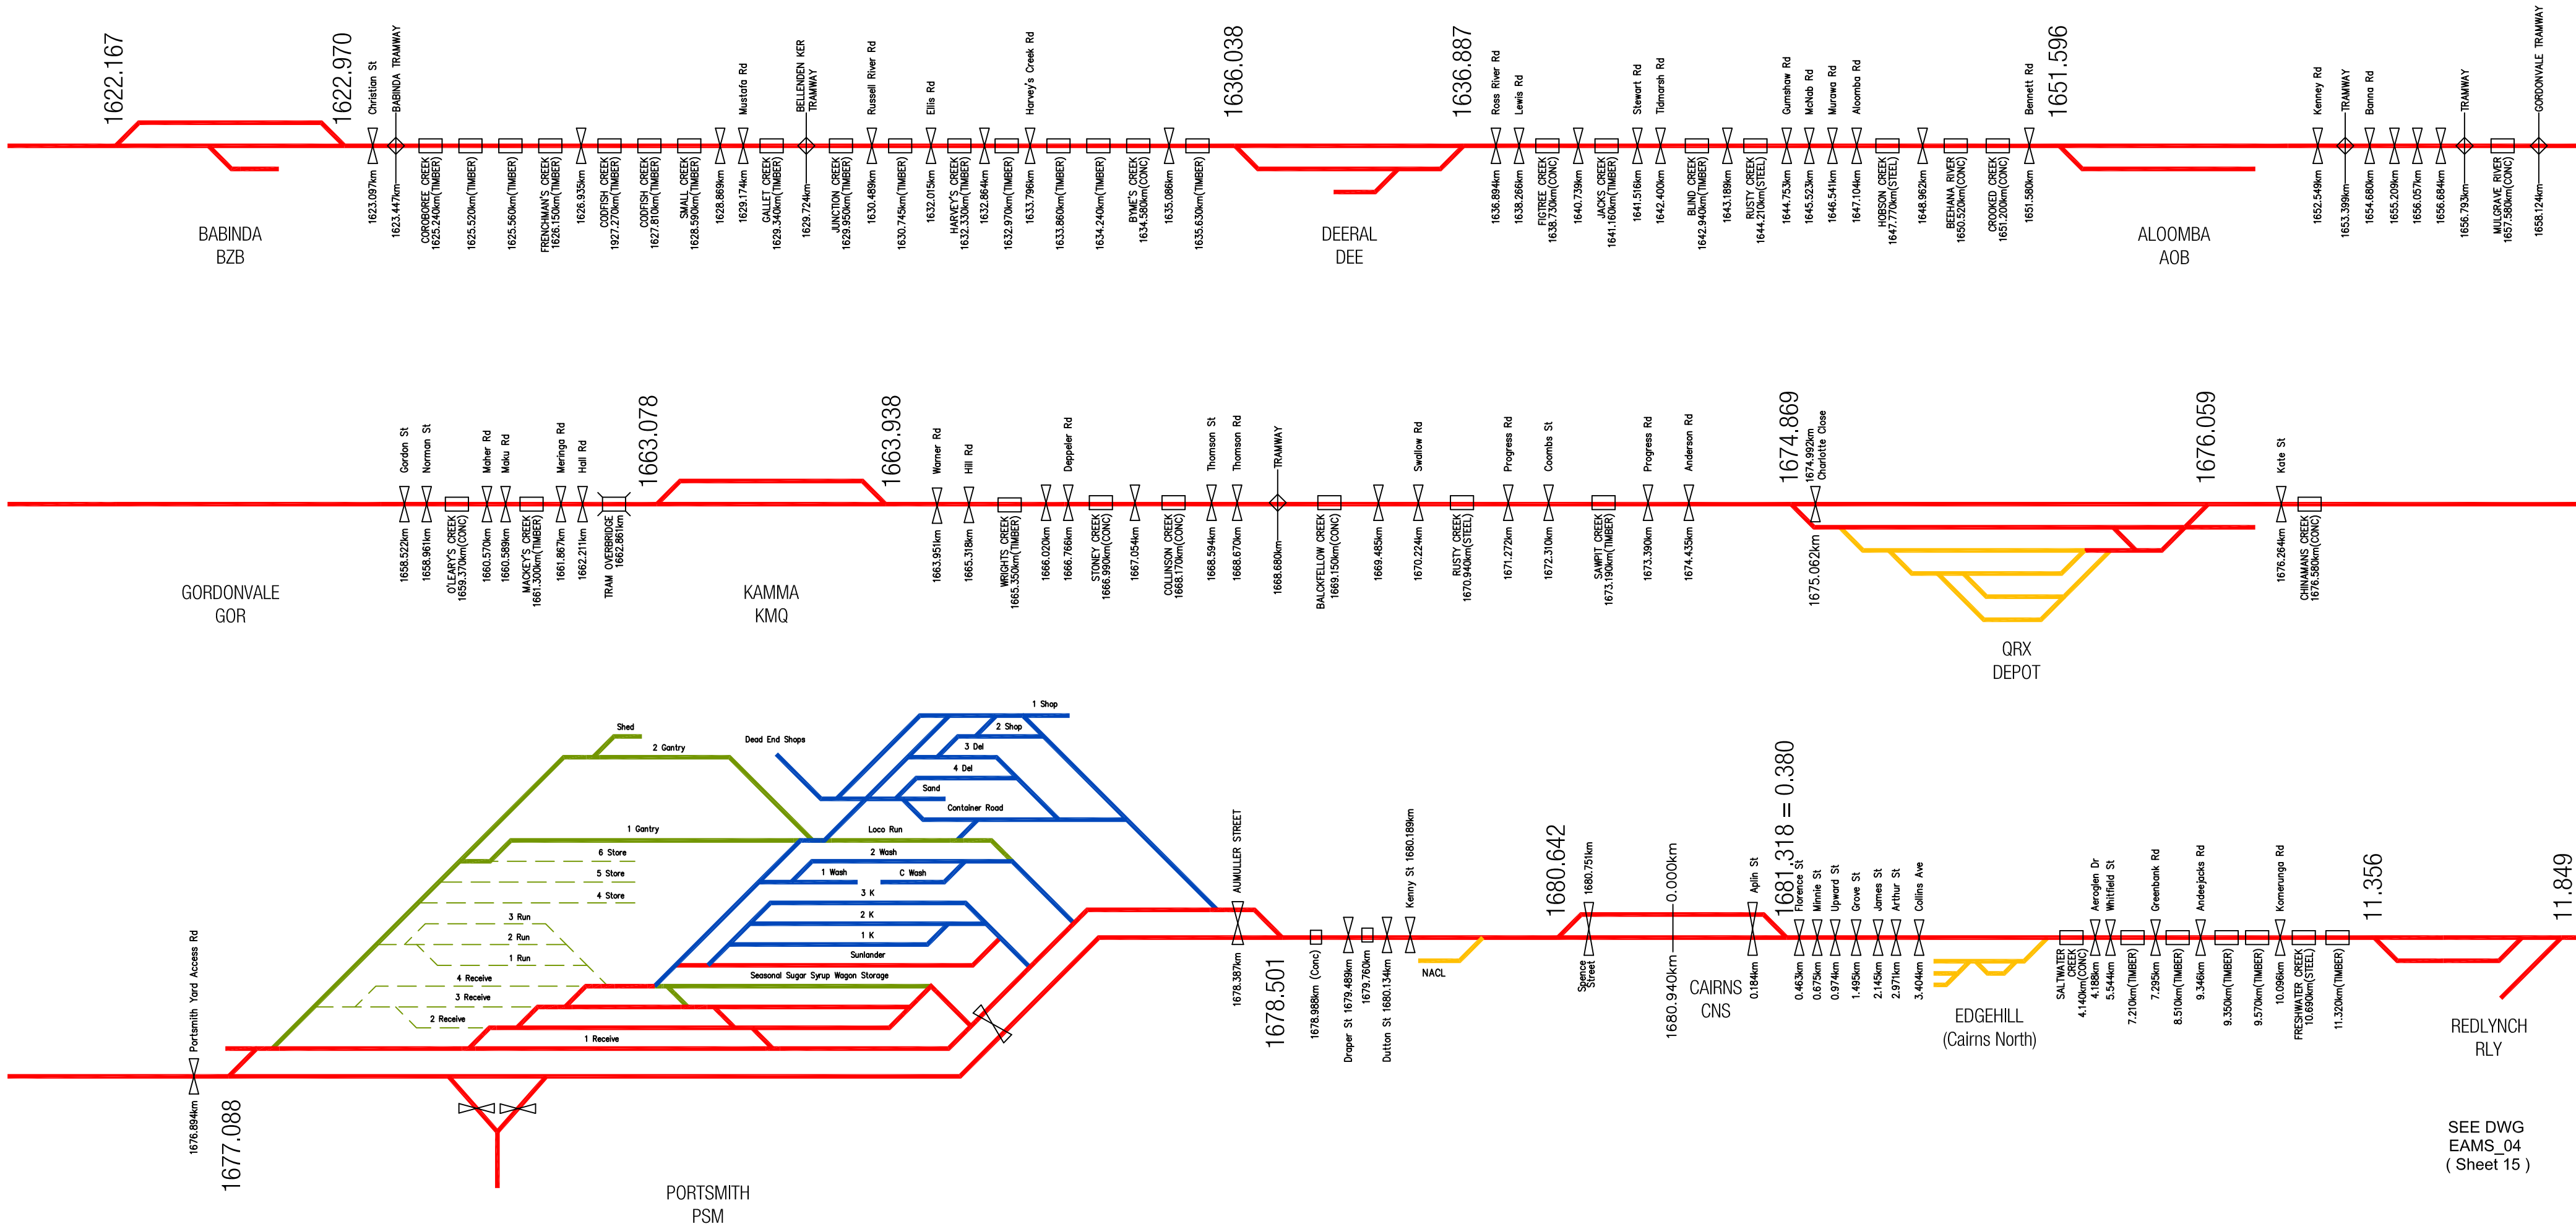 1622.167
1622.970
Christian St
1623.097km
BABINDA TRAMWAY
1623.447km
COROBOREE CREEK
1625.240km(TIMBER)
1625.520km(TIMBER)
1625.560km(TIMBER)
FRENCHMAN'S CREEK
1626.150km(TIMBER)
1626.935km
CODFISH CREEK
1927.270km(TIMBER)
CODFISH CREEK
1627.810km(TIMBER)
SMALL CREEK
1628.590km(TIMBER)
1628.869km
Mustafa Rd
1629.174km
GALLET CREEK
1629.340km(TIMBER)
BELLENDEN KER
TRAMWAY
1629.724km
JUNCTION CREEK
1629.950km(TIMBER)
Russell River Rd
1630.489km
1630.745km(TIMBER)
Ellis Rd
1632.015km
HARVEY'S CREEK
1632.330km(TIMBER)
1632.864km
1632.970km(TIMBER)
Harvey's Creek Rd
1633.796km
1633.860km(TIMBER)
1634.240km(TIMBER)
BYME'S CREEK
1634.580km(TIMBER)
1635.086km
1635.630km(TIMBER)
BABINDA
BZB
1636.038
1636.887
DEERAL
DEE
Ross River Rd
1636.894km
Lewis Rd
1638.266km
FIGTREE CREEK
1638.730km(CONC)
1640.739km
JACKS CREEK
1641.160km(TIMBER)
Stewart Rd
1641.516km
Tidmarsh Rd
1642.400km
BLIND CREEK
1642.940km(TIMBER)
1643.189km
RUSTY CREEK
1644.210km(STEEL)
Gumshaw Rd
1644.753km
McNab Rd
1645.523km
Murawa Rd
1646.541km
Aloomba Rd
1647.104km
HOBSON CREEK
1647.770km(STEEL)
1648.962km
BEEHANA RIVER
1650.520km(CONC)
CROOKED CREEK
1651.200km(CONC)
Bennett Rd
1651.580km
1651.596
ALOOMBA
AOB
Kenney Rd
1652.549km
TRAMWAY
1653.399km
Banna Rd
1654.680km
1655.209km
1656.057km
1656.684km
TRAMWAY
1656.793km
MULGRAVE RIVER
1657.580km(CONC)
GORDONVALE TRAMWAY
1658.124km
GORDONVALE
GOR
Gordon St
1658.522km
Norman St
1658.961km
O'LEARY'S CREEK
1659.370km(CONC)
Maher Rd
1660.570km
Maku Rd
1660.589km
MACKEY'S CREEK
1661.300km(TIMBER)
Meringa Rd
1661.867km
Hall Rd
1662.211km
TRAM OVERBRIDGE
1662.861km
1663.078
1663.938
KAMMA
KMQ
Warner Rd
1663.951km
Hill Rd
1665.318km
WRIGHTS CREEK
1665.350km(TIMBER)
1666.020km
Deppeler Rd
1666.766km
STONEY CREEK
1666.990km(CONC)
1667.054km
COLLINSON CREEK
1668.170km(CONC)
Thomson St
1668.594km
Thomson Rd
1668.670km
TRAMWAY
1668.680km
BALCKFELLOW CREEK
1669.150km(CONC)
1669.485km
Swallow Rd
1670.224km
RUSTY CREEK
1670.940km(STEEL)
Progress Rd
1671.272km
Coombs St
1672.310km
SAWPIT CREEK
1673.190km(TIMBER)
Progress Rd
1673.390km
Anderson Rd
1674.435km
1674.869
1674.992km
Charlotte Close
1675.062km
QRX
DEPOT
1676.059
Kate St
1676.264km
CHINAMANS CREEK
1676.580km(CONC)
Portsmith Yard Access Rd
1676.894km
1677.088
Shed
2 Gantry
1 Gantry
6 Store
5 Store
4 Store
3 Run
2 Run
1 Run
4 Receive
3 Receive
2 Receive
1 Receive
Dead End Shops
1 Shop
2 Shop
3 Del
4 Del
Sand
Container Road
Loco Run
2 Wash
1 Wash
C Wash
3 K
2 K
1 K
Sunlander
Seasonal Sugar Syrup Wagon Storage
PORTSMITH
PSM
AUMULLER STREET
1678.387km
1678.501
1678.988km (Conc)
Draper St 1679.489km
1679.760km
Dutton St 1680.134km
Kenny St 1680.189km
NACL
1680.642
Spence
Street
1680.751km
1680.940km
0.000km
CAIRNS
CNS
Aplin St
0.184km
1681.318 = 0.380
Florence St
0.463km
Minnie St
0.675km
Upward St
0.974km
Grove St
1.495km
James St
2.145km
Arthur St
2.971km
Collins Ave
3.404km
EDGEHILL
(Cairns North)
SALTWATER
CREEK
4.140km(CONC)
Aeroglen Dr
4.188km
Whitfield St
5.544km
7.210km(TIMBER)
Greenbank Rd
7.295km
8.510km(TIMBER)
Andeejacks Rd
9.346km
9.350km(TIMBER)
9.570km(TIMBER)
Komerunga Rd
10.096km
FRESHWATER CREEK
10.690km(STEEL)
11.320km(TIMBER)
11.356
11.849
REDLYNCH
RLY
SEE DWG
EAMS_04
( Sheet 15 )